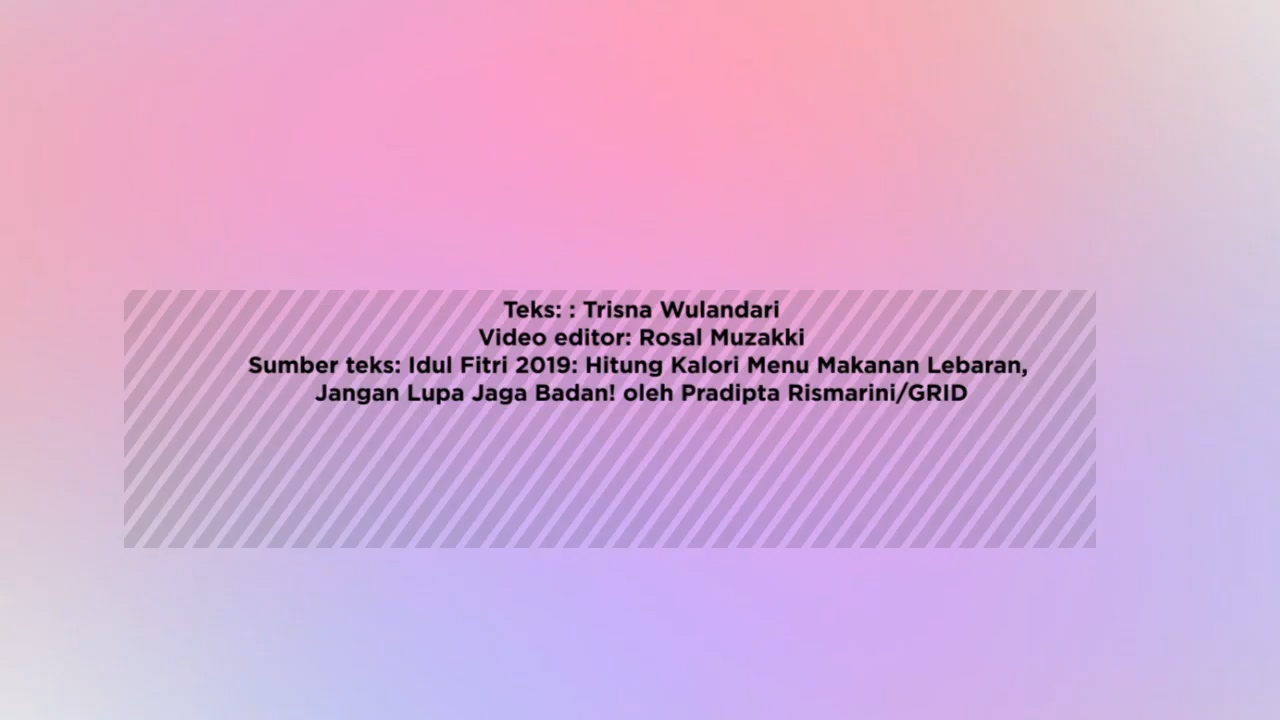 Teks: : Trisna Wulandari
Video editor: Rosal Muzakki
Sumber teks: Idul Fitri 2019: Hitung Kalori Menu Makanan Lebaran,
Jangan Lupa Jaga Badan! oleh Pradipta Rismarini/GRID